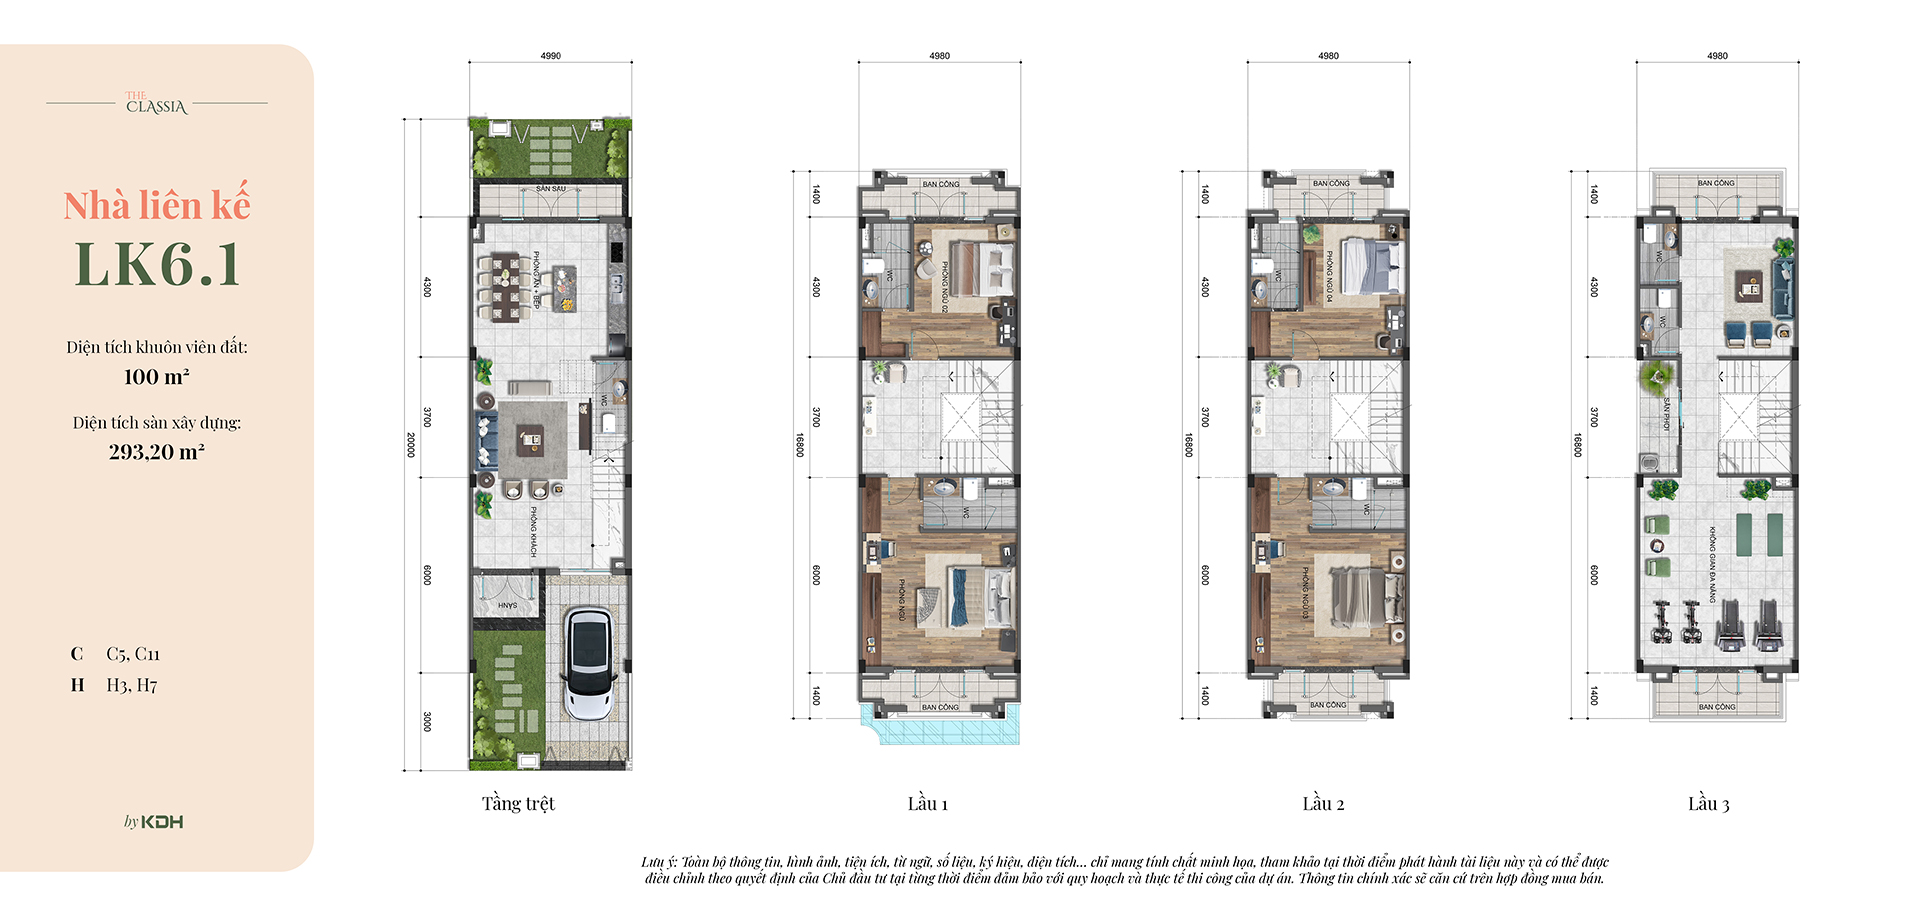 THE
CLASSIA
Nhà liên kế
LK6.1
Diện tích khuôn viên đất:
100 m²
Diện tích sàn xây dựng:
293,20 m²
C C5, C11
H H3, H7
by KDH
4990
SÂN SAU
PHÒNG ĂN + BẾP
WC
PHÒNG KHÁCH
SẢNH
4300
3700
20000
6000
3000
Tầng trệt
4980
BAN CÔNG
WC
PHÒNG NGỦ 02
WC
PHÒNG NGỦ
BAN CÔNG
1400
4300
3700
16800
6000
1400
Lầu 1
4980
BAN CÔNG
WC
PHÒNG NGỦ 04
WC
PHÒNG NGỦ 03
BAN CÔNG
1400
4300
3700
16800
6000
1400
Lầu 2
4980
BAN CÔNG
WC
WC
SÂN PHƠI
KHÔNG GIAN ĐA NĂNG
BAN CÔNG
1400
4300
3700
16800
6000
1400
Lầu 3
Lưu ý: Toàn bộ thông tin, hình ảnh, tiện ích, từ ngữ, số liệu, ký hiệu, diện tích... chỉ mang tính chất minh họa, tham khảo tại thời điểm phát hành tài liệu này và có thể được
điều chỉnh theo quyết định của Chủ đầu tư tại từng thời điểm đảm bảo với quy hoạch và thực tế thi công của dự án. Thông tin chính xác sẽ căn cứ trên hợp đồng mua bán.